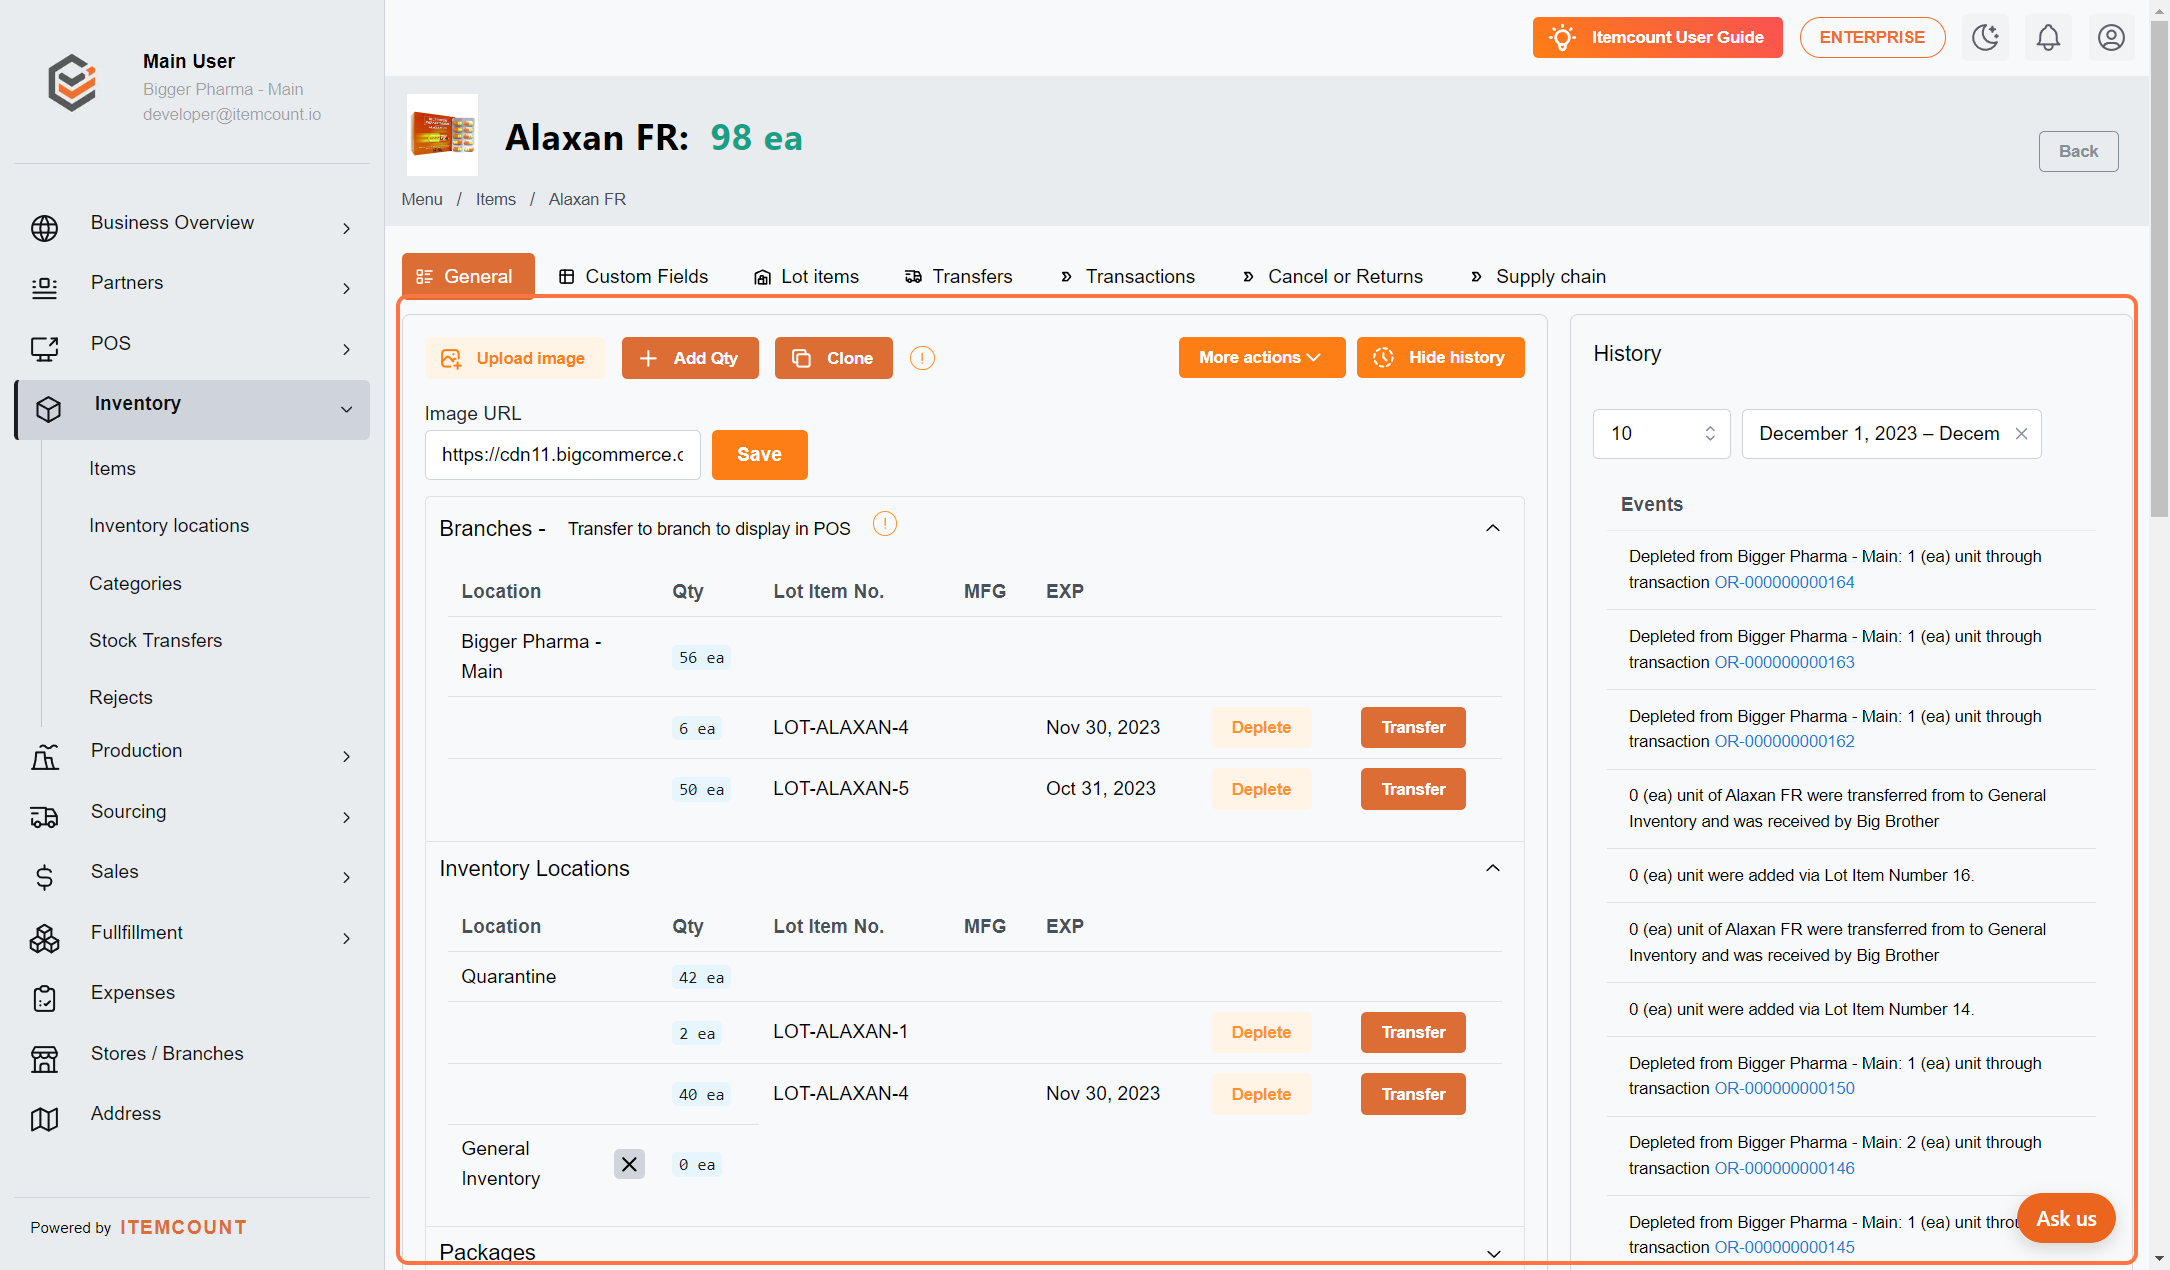 Main User
Bigger Pharma - Main
developer@itemcount.io
Business Overview
Partners
POS
Inventory
Items
Inventory locations
Categories
Stock Transfers
Rejects
Production
Sourcing
Sales
Fullfillment
Expenses
Stores / Branches
Address
Powered by ITEMCOUNT
Itemcount User Guide
ENTERPRISE
Alaxan FR: 98 ea
Back
Menu / Items / Alaxan FR
General
Custom Fields
Lot items
Transfers
Transactions
Cancel or Returns
Supply chain
Upload image
Add Qty
Clone
More actions
Hide history
Image URL
https://cdn11.bigcommerce.c
Save
Branches - Transfer to branch to display in POS
Location Qty Lot Item No. MFG EXP
Bigger Pharma -
Main
56 ea
6 ea LOT-ALAXAN-4 Nov 30, 2023 Deplete Transfer
50 ea LOT-ALAXAN-5 Oct 31, 2023 Deplete Transfer
Inventory Locations
Location Qty Lot Item No. MFG EXP
Quarantine 42 ea
2 ea LOT-ALAXAN-1 Deplete Transfer
40 ea LOT-ALAXAN-4 Nov 30, 2023 Deplete Transfer
General
Inventory
0 ea
Packages
History
10
December 1, 2023 – Decem
Events
Depleted from Bigger Pharma - Main: 1 (ea) unit through
transaction OR-000000000164
Depleted from Bigger Pharma - Main: 1 (ea) unit through
transaction OR-000000000163
Depleted from Bigger Pharma - Main: 1 (ea) unit through
transaction OR-000000000162
0 (ea) unit of Alaxan FR were transferred from to General
Inventory and was received by Big Brother
0 (ea) unit were added via Lot Item Number 16.
0 (ea) unit of Alaxan FR were transferred from to General
Inventory and was received by Big Brother
0 (ea) unit were added via Lot Item Number 14.
Depleted from Bigger Pharma - Main: 1 (ea) unit through
transaction OR-000000000150
Depleted from Bigger Pharma - Main: 2 (ea) unit through
transaction OR-000000000146
Depleted from Bigger Pharma - Main: 1 (ea) unit
transaction OR-000000000145
Ask us